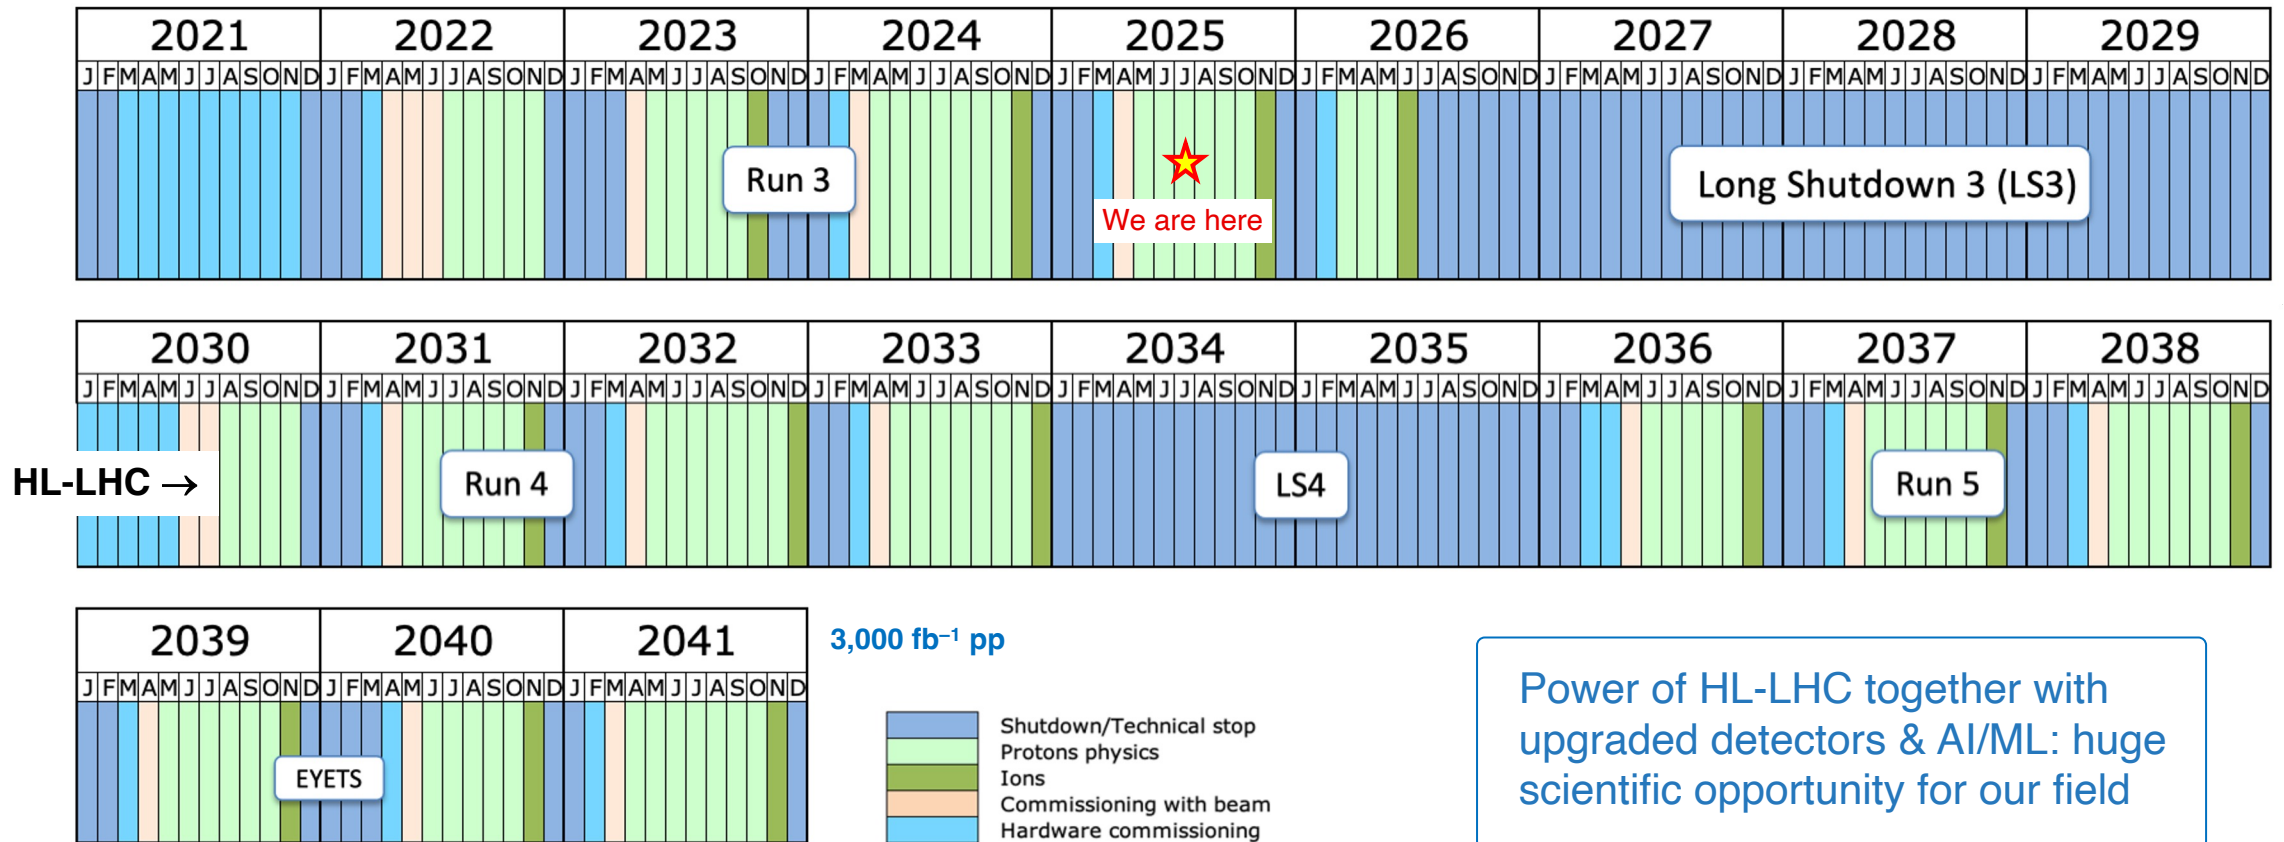 2021 2022 2023 2024 2025 2026 2027 2028 2029
J F M A M J J A S O N D J F M A M J J A S O N D J F M A M J J A S O N D J F M A M J J A S O N D J F M A M J J A S O N D J F M A M J J A S O N D J F M A M J J A S O N D J F M A M J J A S O N D J F M A M J J A S O N D
Run 3
We are here
Long Shutdown 3 (LS3)
2030 2031 2032 2033 2034 2035 2036 2037 2038
J F M A M J J A S O N D J F M A M J J A S O N D J F M A M J J A S O N D J F M A M J J A S O N D J F M A M J J A S O N D J F M A M J J A S O N D J F M A M J J A S O N D J F M A M J J A S O N D J F M A M J J A S O N D
HL-LHC →
Run 4
LS4
Run 5
2039 2040 2041
J F M A M J J A S O N D J F M A M J J A S O N D J F M A M J J A S O N D
EYETS
3,000 fb⁻¹ pp
Shutdown/Technical stop
Protons physics
Ions
Commissioning with beam
Hardware commissioning
Power of HL-LHC together with
upgraded detectors & AI/ML: huge
scientific opportunity for our field